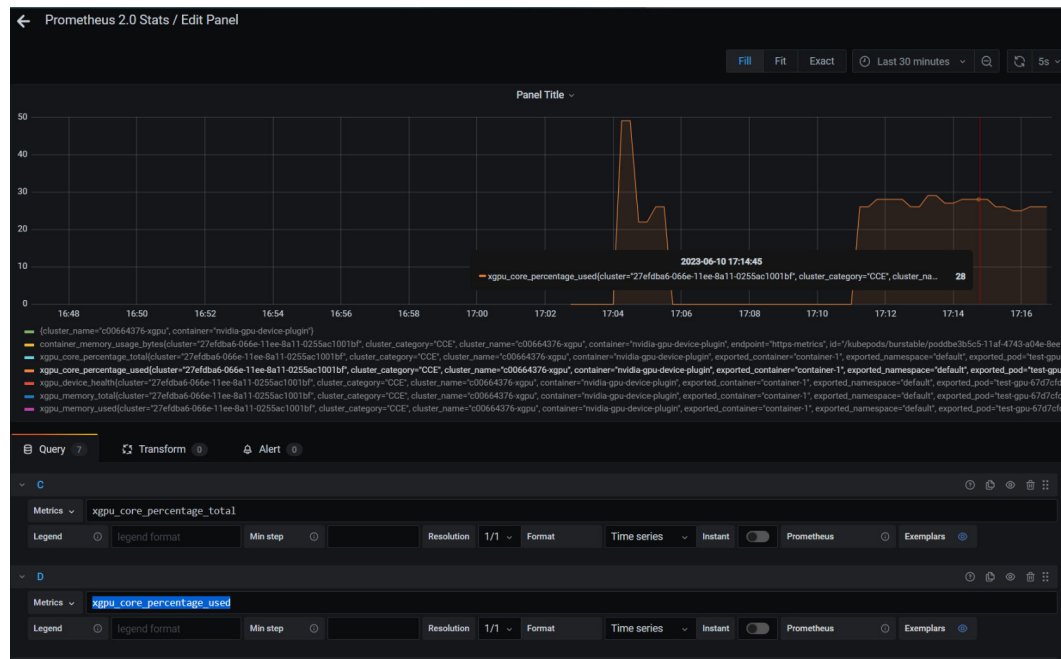 Prometheus 2.0 Stats / Edit Panel
Fill Fit Exact Last 30 minutes 5s
Panel Title
50
40
30
20
10
0
2023-06-10 17:14:45
xgpu_core_percentage_used{cluster="27efdba6-066e-11ee-8a11-0255ac1001bf", cluster_category="CCE", cluster_na... 28
16:48 16:50 16:52 16:54 16:56 16:58 17:00 17:02 17:04 17:06 17:08 17:10 17:12 17:14 17:16
{cluster_name="c00664376-xgpu", container="nvidia-gpu-device-plugin"}
container_memory_usage_bytes{cluster="27efdba6-066e-11ee-8a11-0255ac1001bf", cluster_category="CCE", cluster_name="c00664376-xgpu", container="nvidia-gpu-device-plugin", endpoint="https-metrics", id="/kubepods/burstable/poddbe3b5c5-11af-4743-a04e-8ee
xgpu_core_percentage_total{cluster="27efdba6-066e-11ee-8a11-0255ac1001bf", cluster_category="CCE", cluster_name="c00664376-xgpu", container="nvidia-gpu-device-plugin", exported_container="container-1", exported_namespace="default", exported_pod="test-gpu
xgpu_core_percentage_used{cluster="27efdba6-066e-11ee-8a11-0255ac1001bf", cluster_category="CCE", cluster_name="c00664376-xgpu", container="nvidia-gpu-device-plugin", exported_container="container-1", exported_namespace="default", exported_pod="test-gpu
xgpu_device_health{cluster="27efdba6-066e-11ee-8a11-0255ac1001bf", cluster_category="CCE", cluster_name="c00664376-xgpu", container="nvidia-gpu-device-plugin", exported_container="container-1", exported_namespace="default", exported_pod="test-gpu-67d7cfd
xgpu_memory_total{cluster="27efdba6-066e-11ee-8a11-0255ac1001bf", cluster_category="CCE", cluster_name="c00664376-xgpu", container="nvidia-gpu-device-plugin", exported_container="container-1", exported_namespace="default", exported_pod="test-gpu-67d7cfd
xgpu_memory_used{cluster="27efdba6-066e-11ee-8a11-0255ac1001bf", cluster_category="CCE", cluster_name="c00664376-xgpu", container="nvidia-gpu-device-plugin", exported_container="container-1", exported_namespace="default", exported_pod="test-gpu-67d7cfd
Query 7 Transform 0 Alert 0
C
Metrics xgpu_core_percentage_total
Legend legend format Min step Resolution 1/1 Format Time series Instant Prometheus Exemplars
D
Metrics xgpu_core_percentage_used
Legend legend format Min step Resolution 1/1 Format Time series Instant Prometheus Exemplars